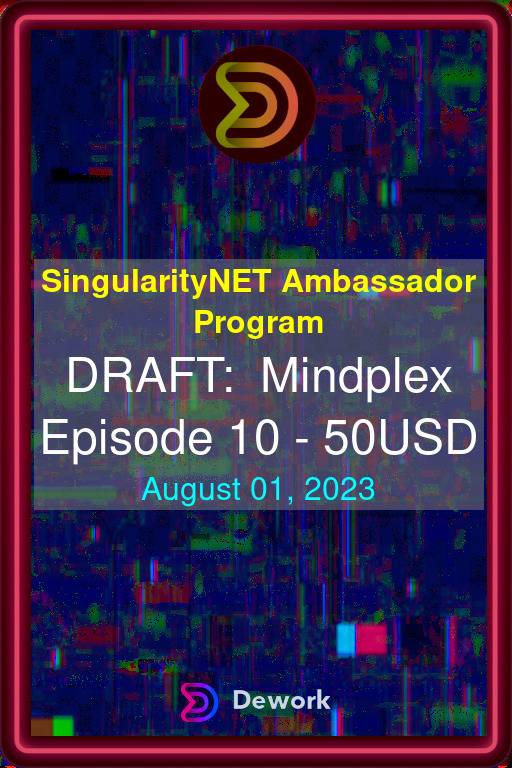 SingularityNET Ambassador
Program
DRAFT:  Mindplex
Episode 10 - 50USD
August 01, 2023
Dework